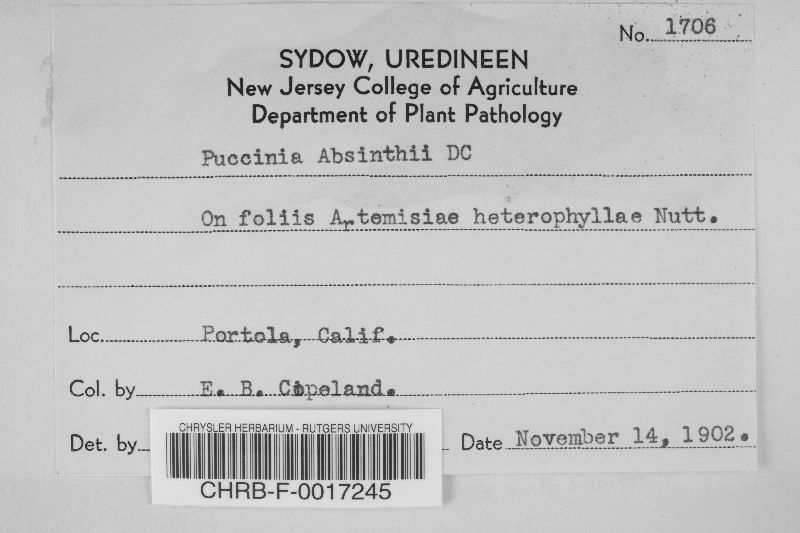 No. 1706
SYDOW, UREDINEEN
New Jersey College of Agriculture
Department of Plant Pathology
Puccinia Absinthii DC
On foliis Artemisiae heterophyllae Nutt.
Loc. Portola, Calif.
Col. by E. B. Copeland.
Det. by
Date November 14, 1902.
CHRYSLER HERBARIUM - RUTGERS UNIVERSITY
CHRB-F-0017245